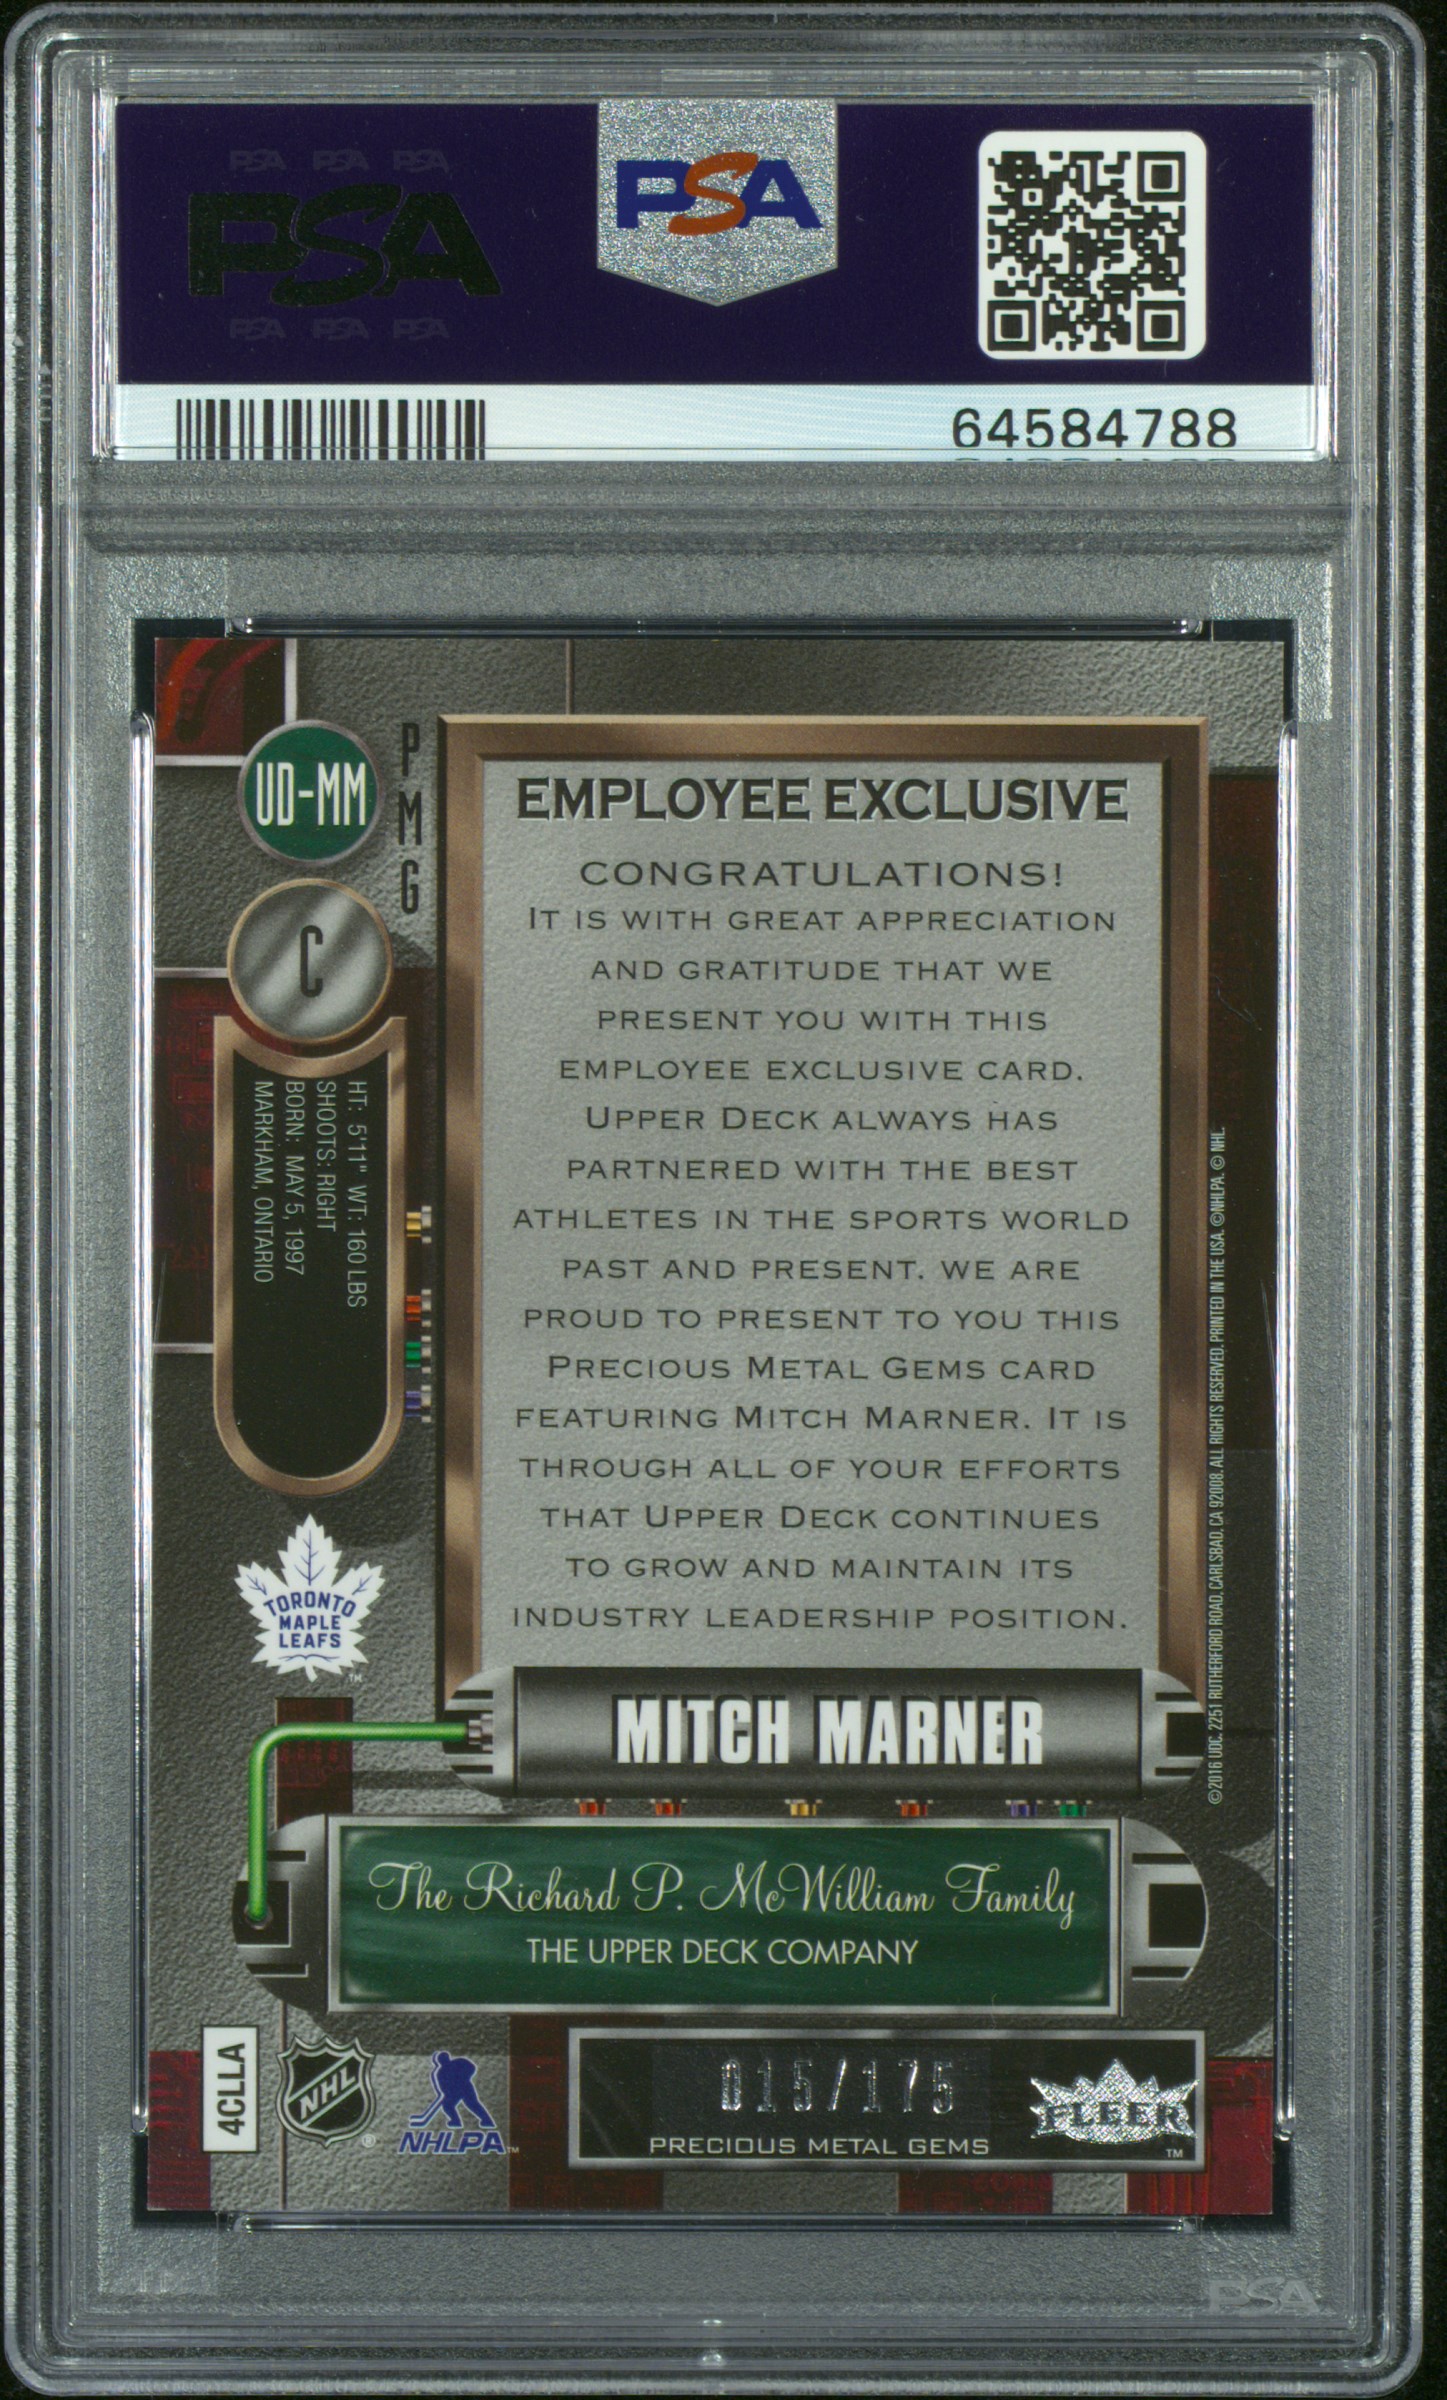 PSA PSA PSA
PSA
PSA PSA PSA
PSA
64584788
UD-MM
PMG
C
HT: 5'11" WT: 160 LBS
SHOOTS: RIGHT
BORN: MAY 5, 1997
MARKHAM, ONTARIO
EMPLOYEE EXCLUSIVE
CONGRATULATIONS!
IT IS WITH GREAT APPRECIATION
AND GRATITUDE THAT WE
PRESENT YOU WITH THIS
EMPLOYEE EXCLUSIVE CARD.
UPPER DECK ALWAYS HAS
PARTNERED WITH THE BEST
ATHLETES IN THE SPORTS WORLD
PAST AND PRESENT. WE ARE
PROUD TO PRESENT TO YOU THIS
PRECIOUS METAL GEMS CARD
FEATURING MITCH MARNER. IT IS
THROUGH ALL OF YOUR EFFORTS
THAT UPPER DECK CONTINUES
TO GROW AND MAINTAIN ITS
INDUSTRY LEADERSHIP POSITION.
©2016 UDC. 2251 RUTHERFORD ROAD, CARLSBAD, CA 92008. ALL RIGHTS RESERVED. PRINTED IN THE USA. ©NHLPA. © NHL.
TORONTO
MAPLE
LEAFS
™
MITCH MARNER
The Richard P. McWilliam Family
THE UPPER DECK COMPANY
4CLLA
NHL
®
NHLPA™
015/175
PRECIOUS METAL GEMS
FLEER
™
PSA